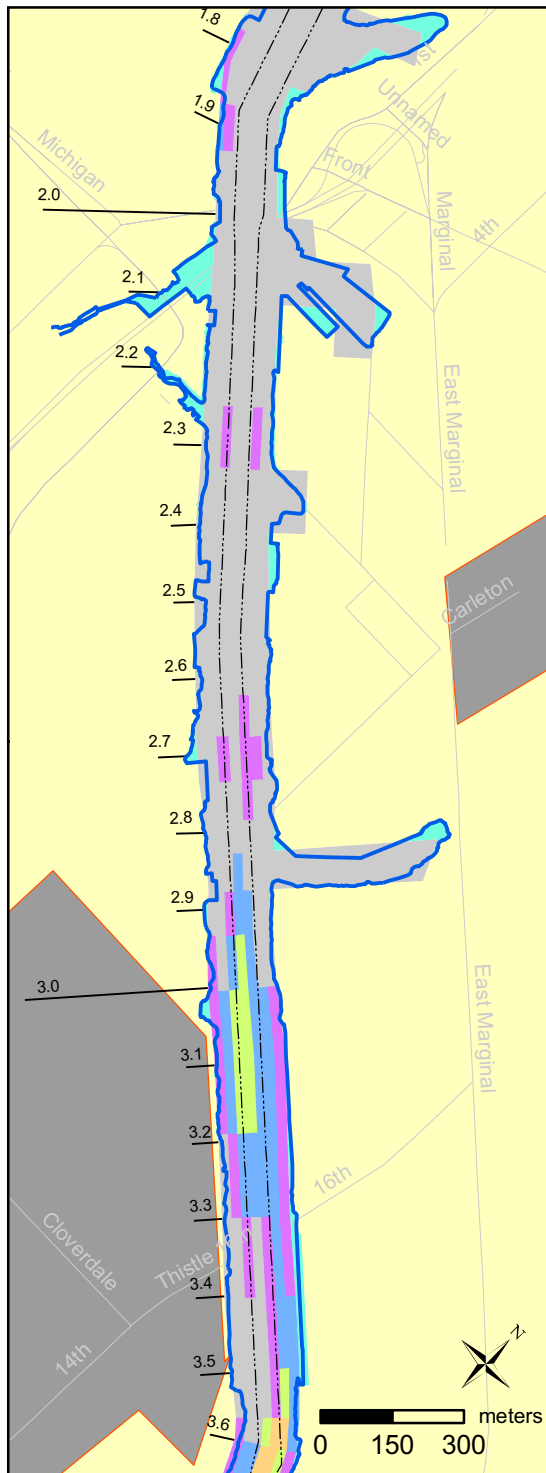 1.8
1st
1.9
Unnamed
Michigan
Front
2.0
Marginal
4th
2.1
2.2
East Marginal
2.3
2.4
2.5
Carleton
2.6
2.7
2.8
2.9
3.0
East Marginal
3.1
3.2
16th
3.3
Cloverdale
Thistle
3.4
14th
3.5
N
3.6
meters
0 150 300